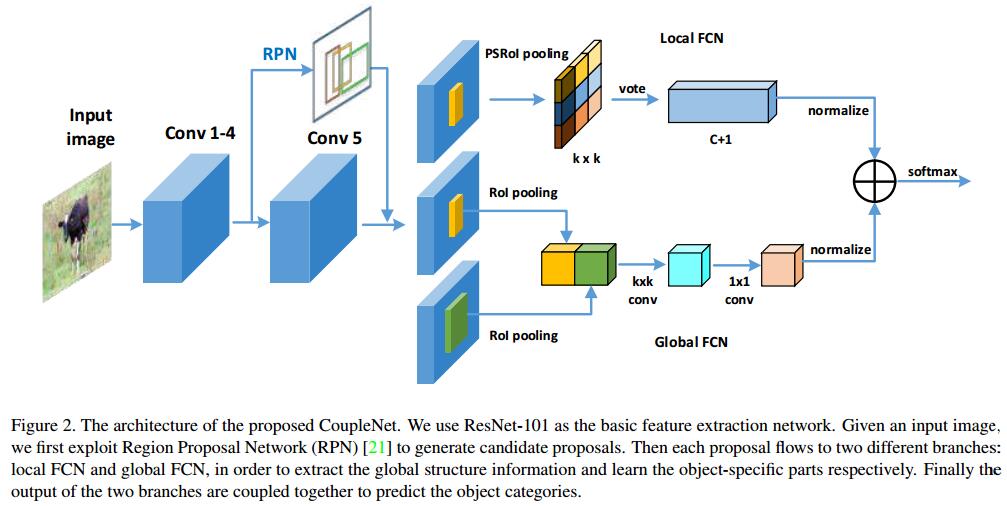 Input
image
Conv 1-4
RPN
Conv 5
PSRoI pooling
k x k
vote
Local FCN
C+1
normalize
softmax
RoI pooling
RoI pooling
kxk
conv
1x1
conv
normalize
Global FCN
Figure 2. The architecture of the proposed CoupleNet. We use ResNet-101 as the basic feature extraction network. Given an input image,
we first exploit Region Proposal Network (RPN) [21] to generate candidate proposals. Then each proposal flows to two different branches:
local FCN and global FCN, in order to extract the global structure information and learn the object-specific parts respectively. Finally the
output of the two branches are coupled together to predict the object categories.